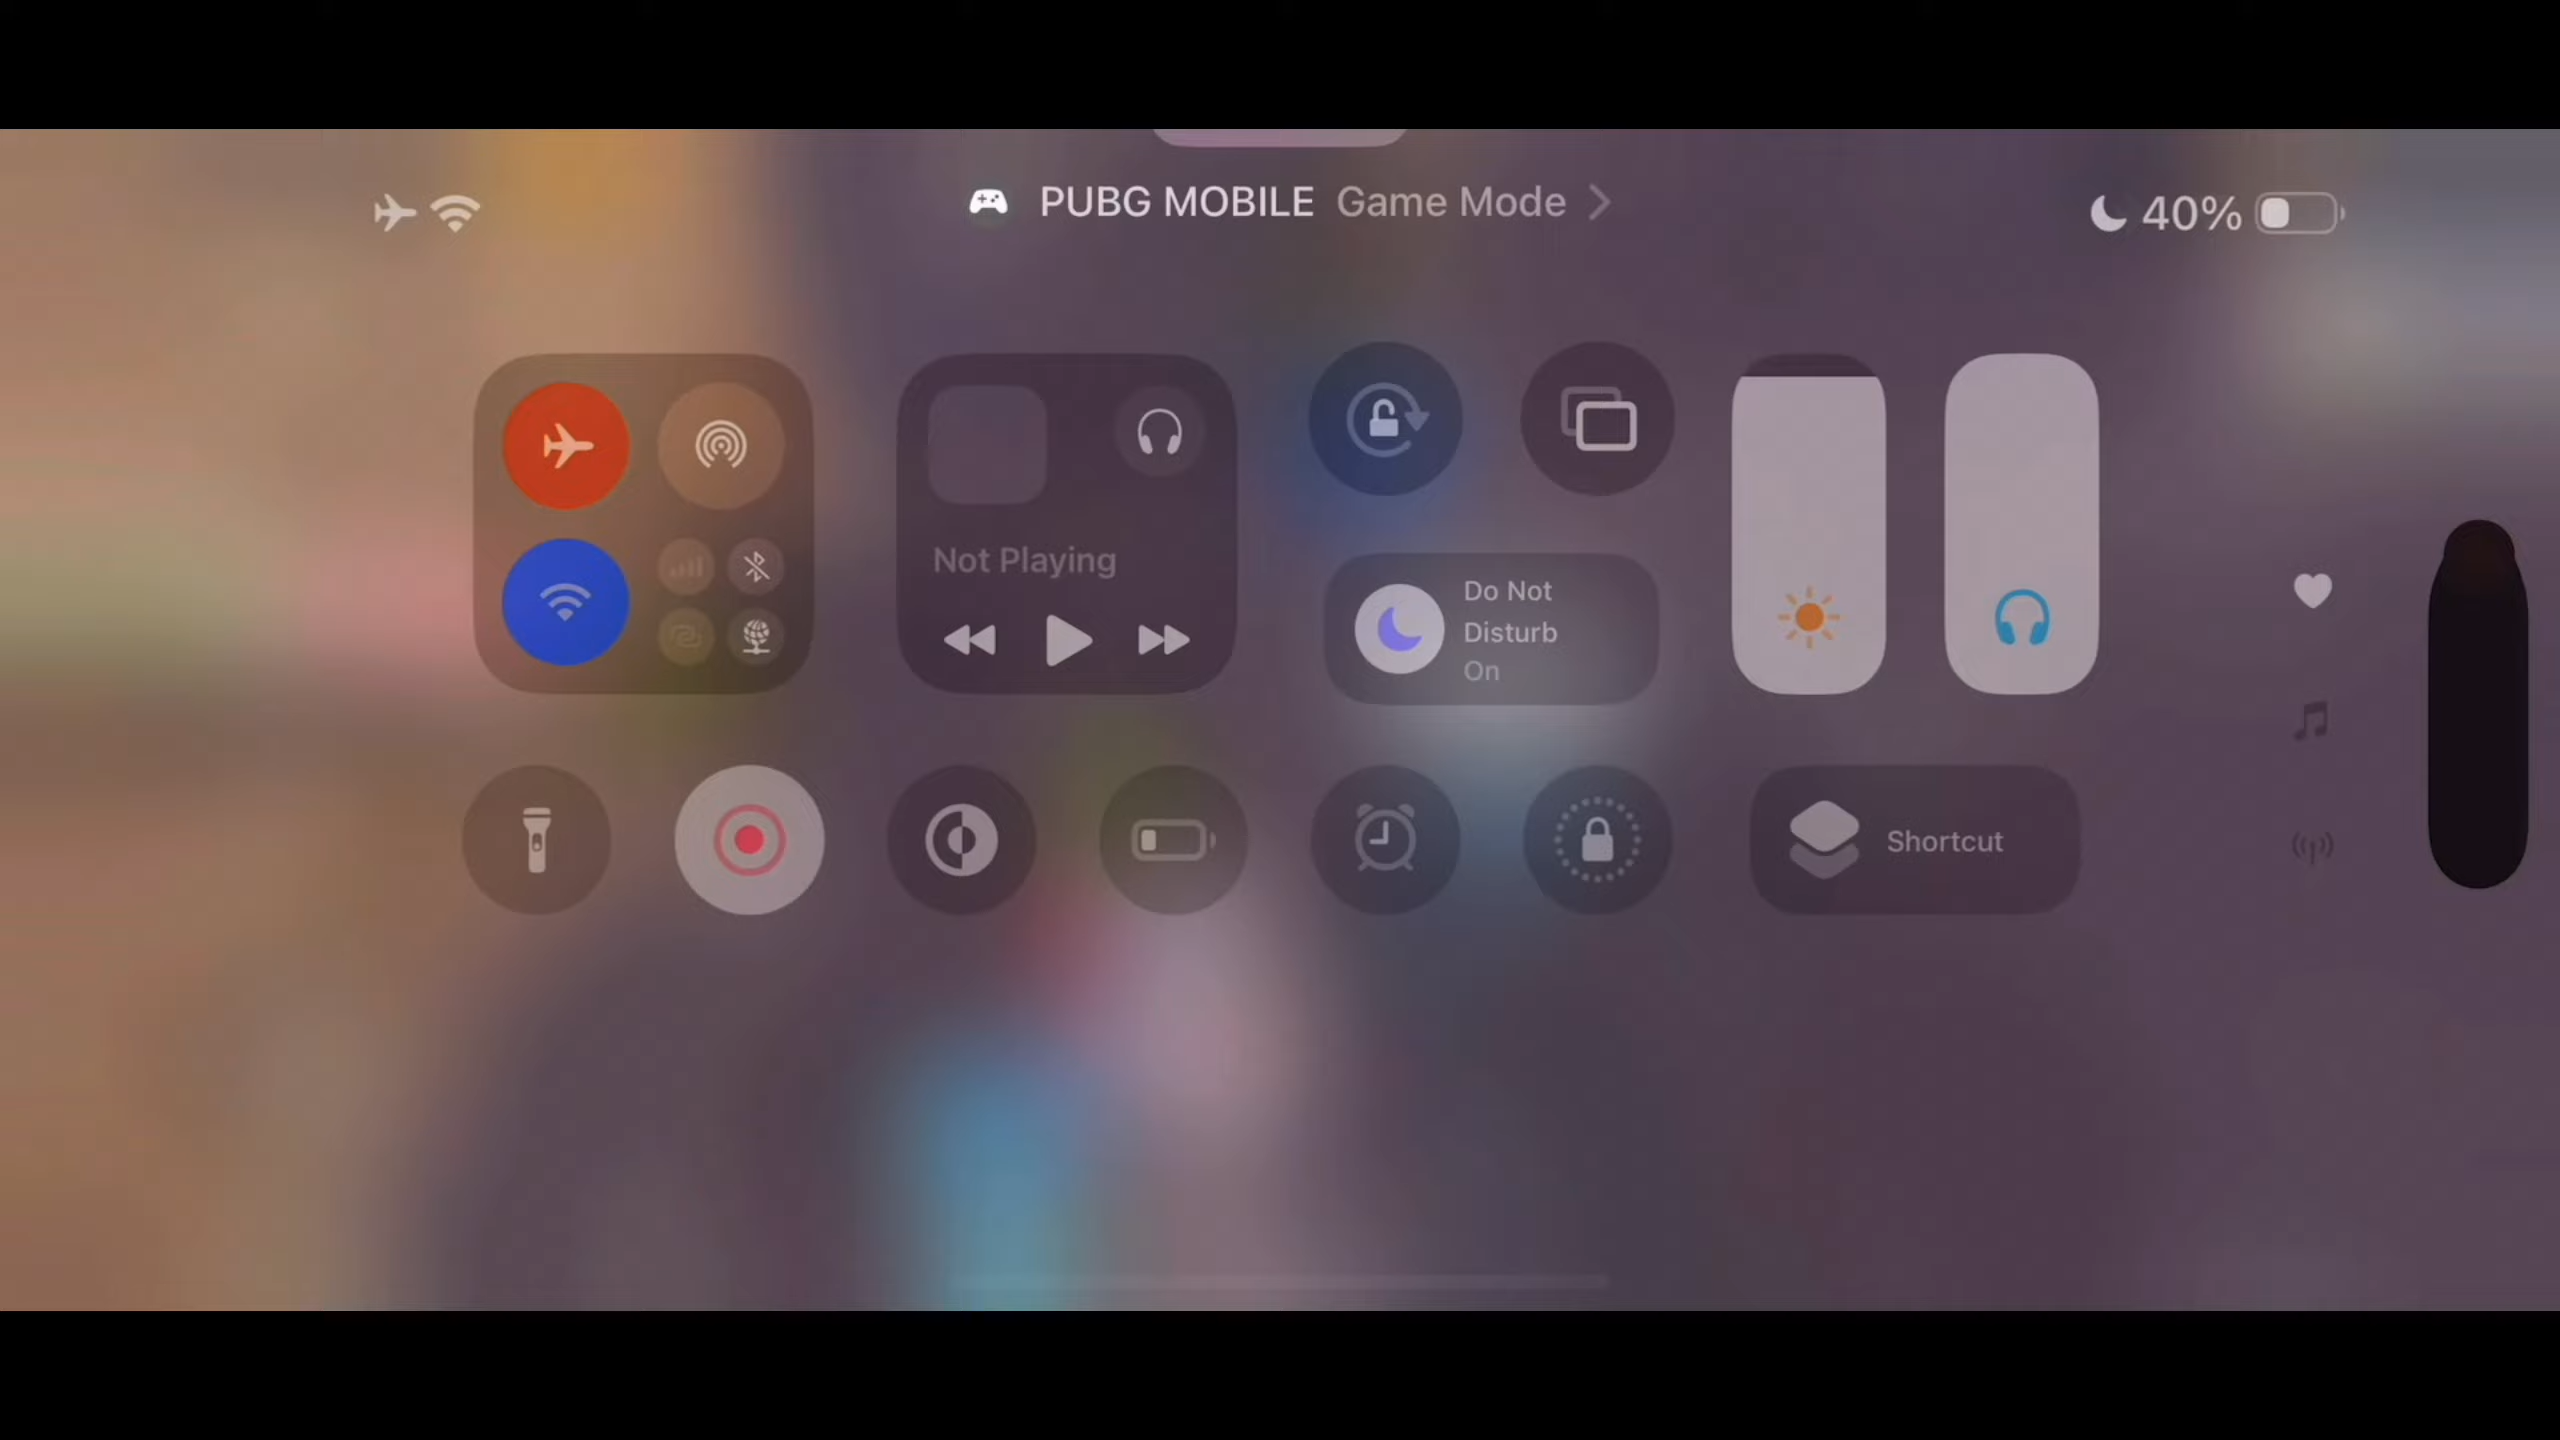 PUBG MOBILE Game Mode
40%
Not Playing
Do Not
Disturb
On
Shortcut